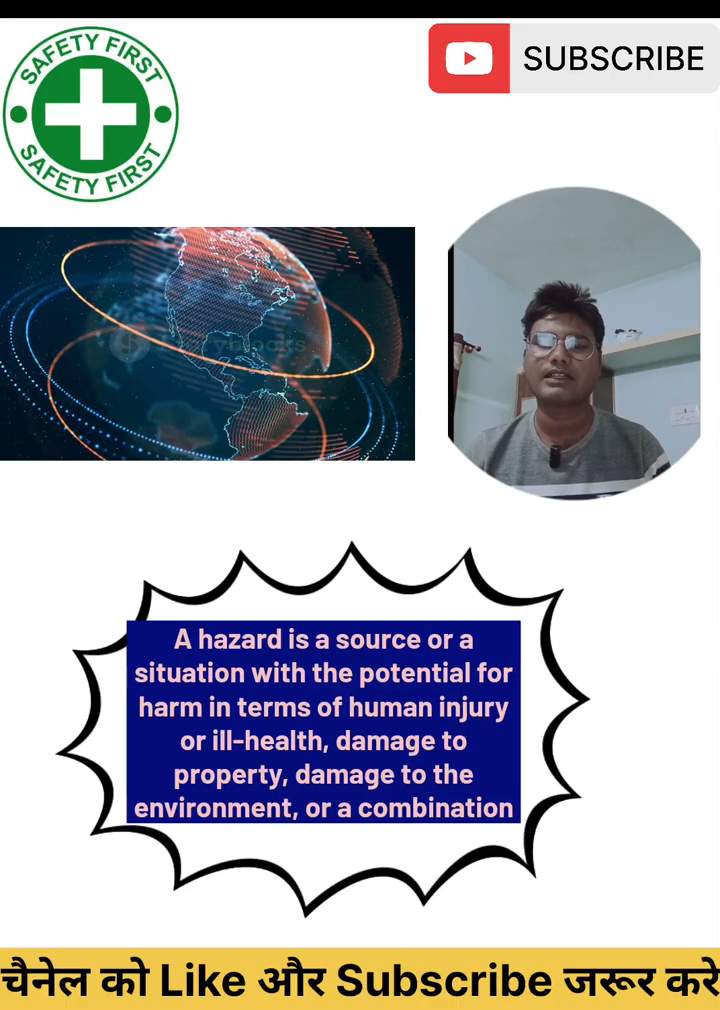 SAFETY FIRST
SAFETY FIRST
SUBSCRIBE
A hazard is a source or a
situation with the potential for
harm in terms of human injury
or ill-health, damage to
property, damage to the
environment, or a combination
चैनेल को Like और Subscribe जरूर करे